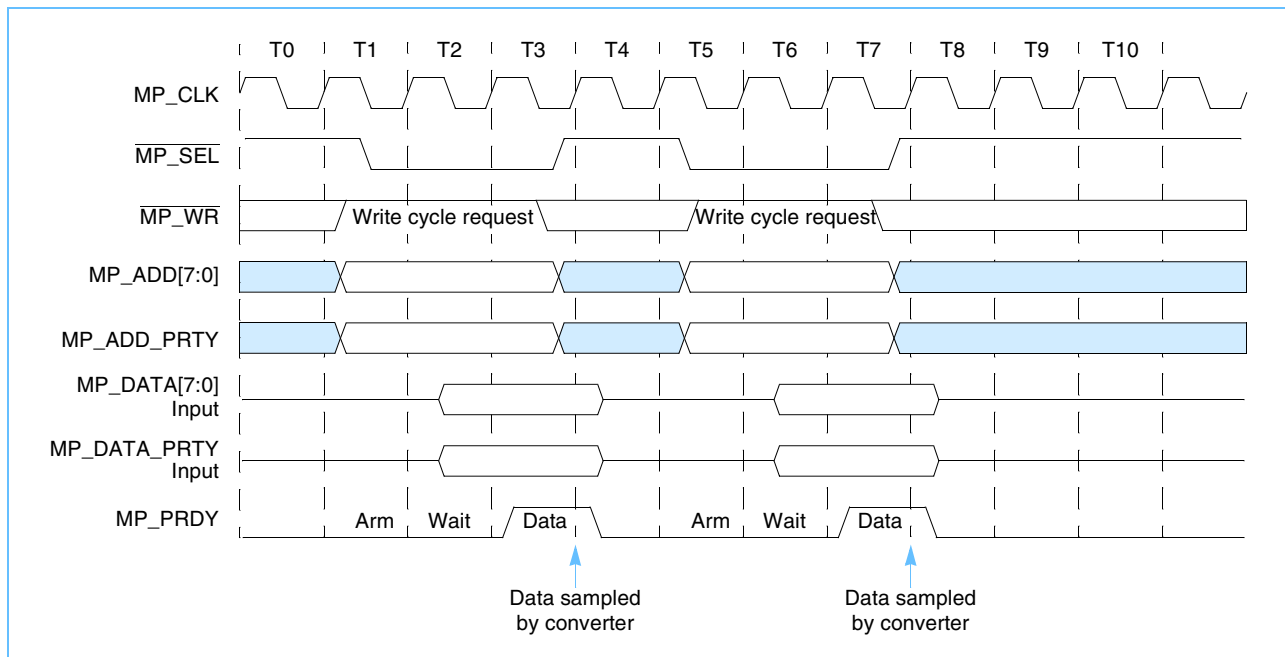 T0 T1 T2 T3 T4 T5 T6 T7 T8 T9 T10
MP_CLK
MP_SEL
MP_WR
Write cycle request
Write cycle request
MP_ADD[7:0]
MP_ADD_PRTY
MP_DATA[7:0]
Input
MP_DATA_PRTY
Input
MP_PRDY
Arm Wait Data Arm Wait Data
Data sampled
by converter
Data sampled
by converter